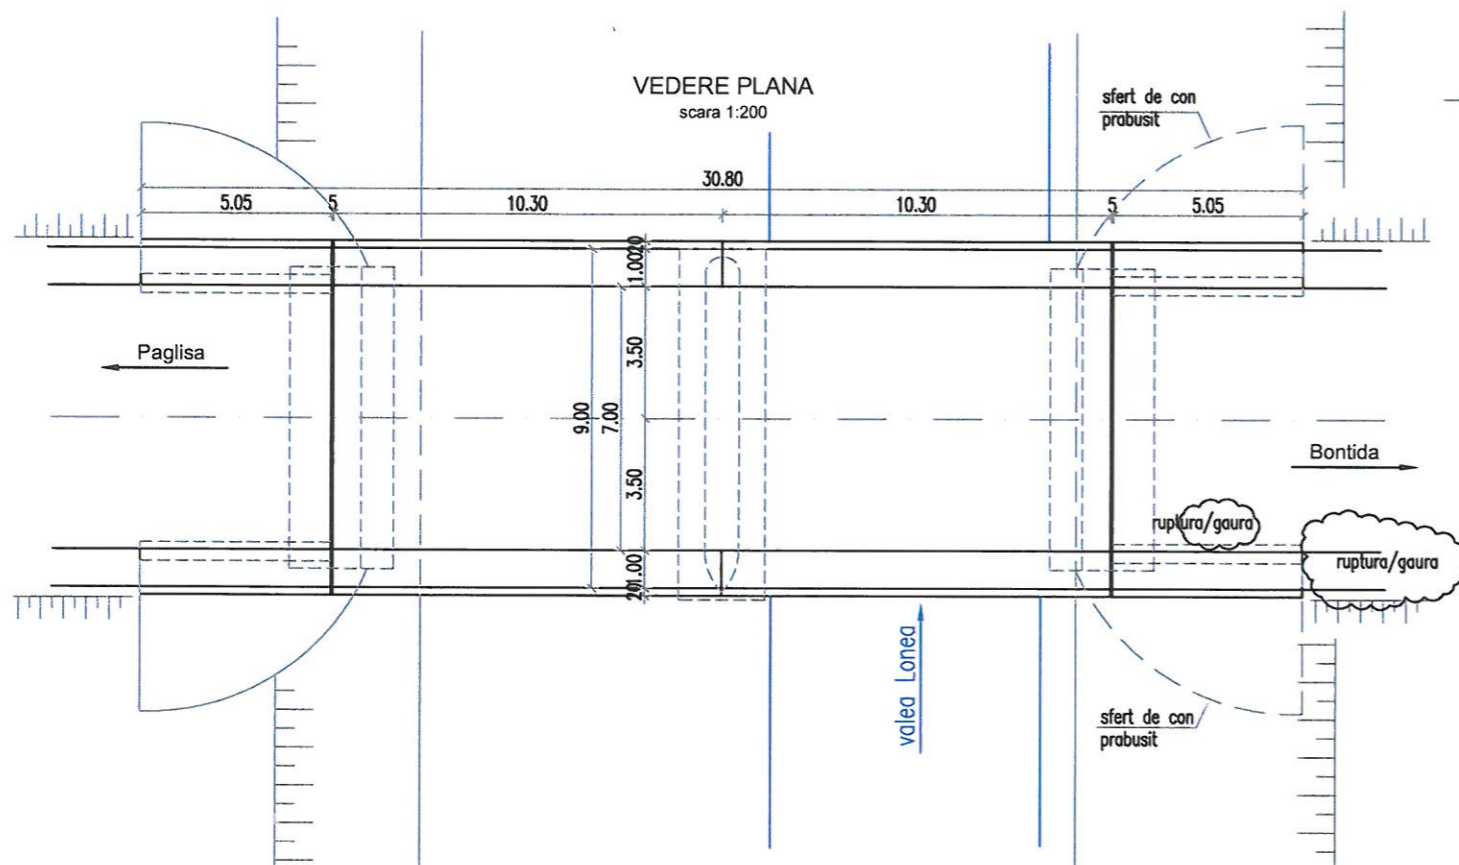 VEDERE PLANA
scara 1:200
sfert de con
prabusit
30.80
5.05
5
10.30
10.30
5
5.05
20
1.00
3.50
9.00
7.00
3.50
1.00
20
Paglisa
Bontida
ruptura/gaura
ruptura/gaura
valea Lonea
sfert de con
prabusit